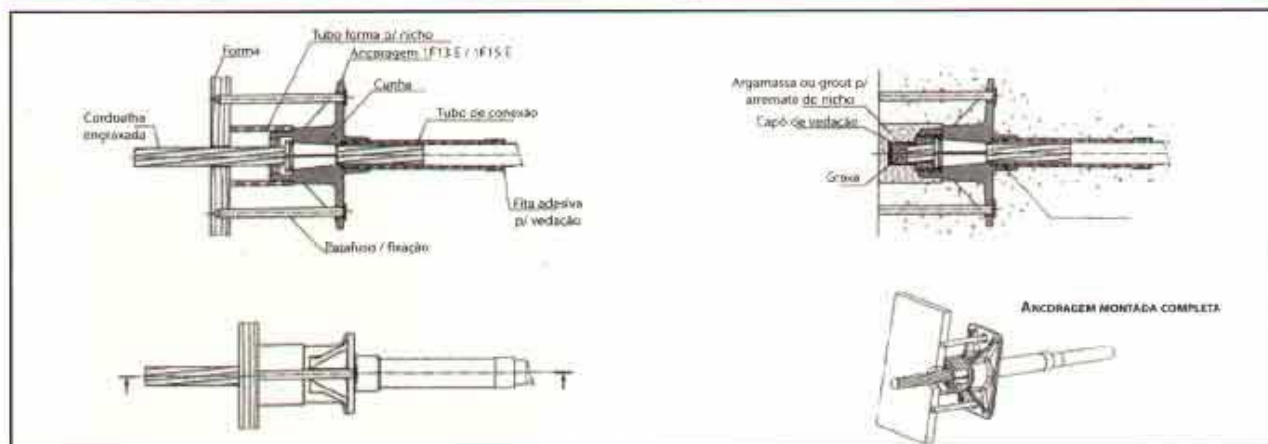 Tubo forma p/ nicho
Forma
Ancoragem 1F13 E / 1F15 E
Cunha
Tubo de conexão
Cordoalha
engraxada
Fita adesiva
p/ vedação
Parafuso / fixação
Argamassa ou grout p/
arremate do nicho
Capô de vedação
Graxa
ANCORAGEM MONTADA COMPLETA